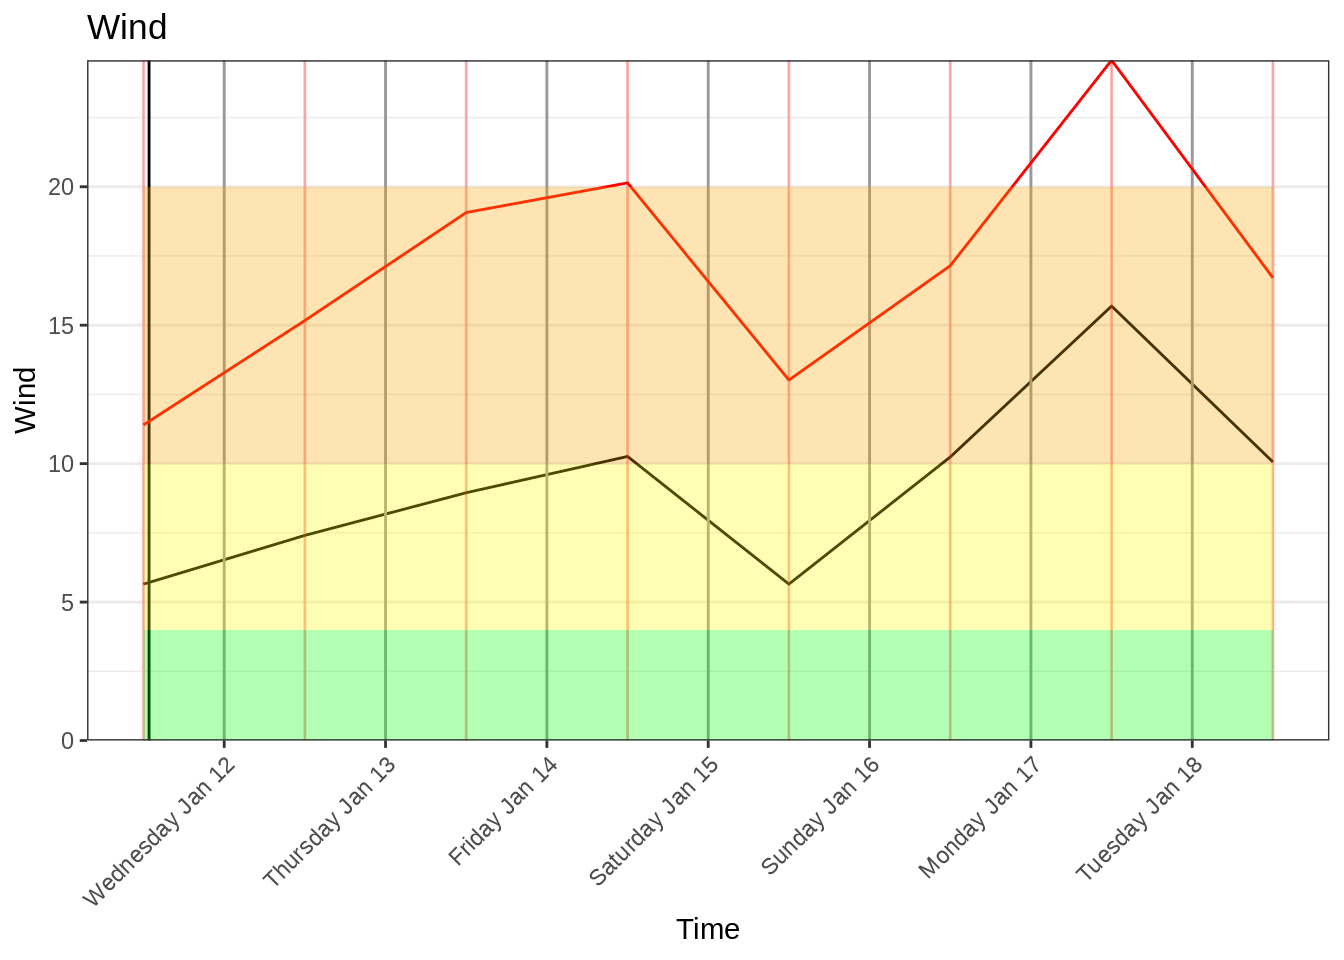 Wind
Wind
20
15
10
5
0
Wednesday Jan 12
Thursday Jan 13
Friday Jan 14
Saturday Jan 15
Sunday Jan 16
Monday Jan 17
Tuesday Jan 18
Time